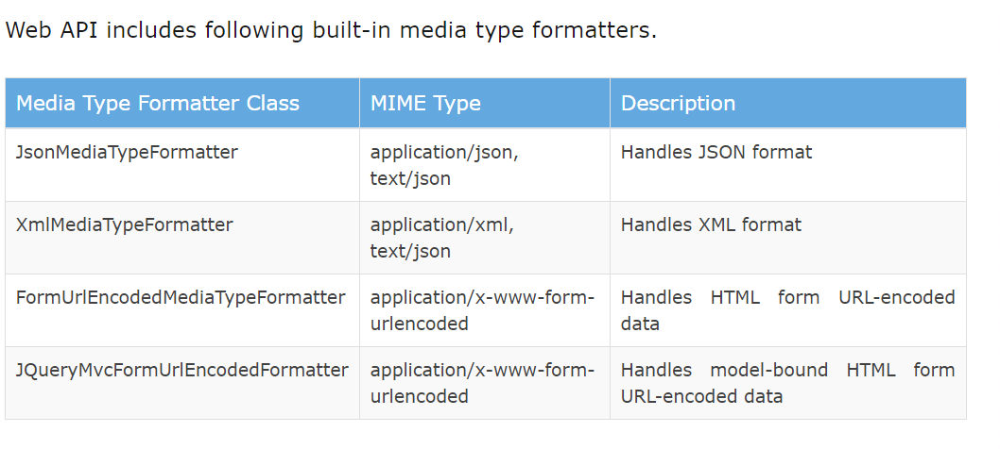 Web API includes following built-in media type formatters.
Media Type Formatter Class MIME Type Description
JsonMediaTypeFormatter application/json, Handles JSON format
text/json
XmlMediaTypeFormatter application/xml, Handles XML format
text/json
FormUrlEncodedMediaTypeFormatter application/x-www-form- Handles HTML form URL-encoded
urlencoded data
JQueryMvcFormUrlEncodedFormatter application/x-www-form- Handles model-bound HTML form
urlencoded URL-encoded data